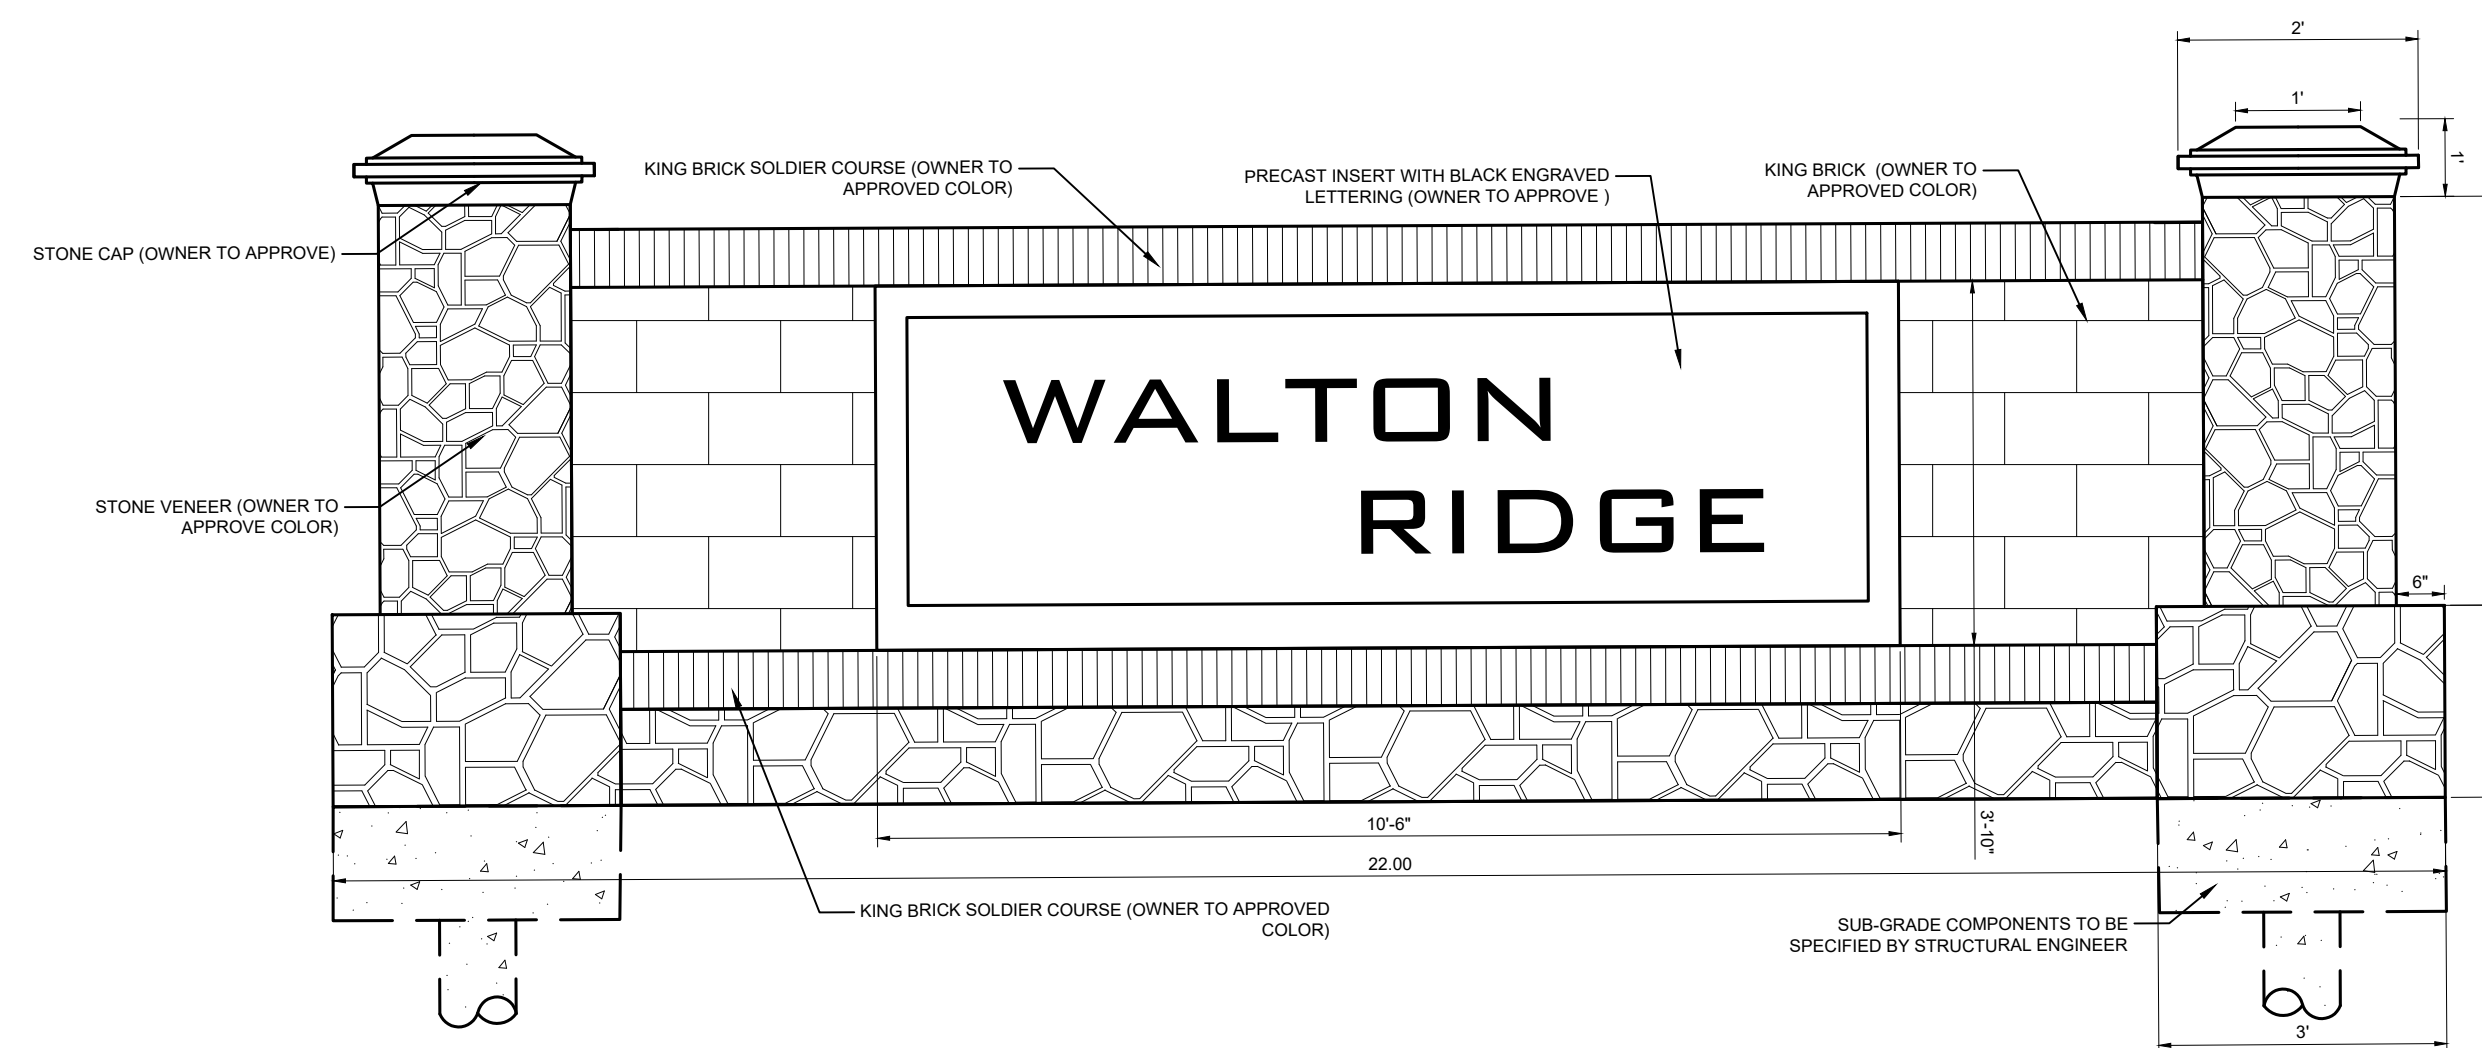 2'
1'
1'
KING BRICK SOLDIER COURSE (OWNER TO
APPROVED COLOR)
PRECAST INSERT WITH BLACK ENGRAVED
LETTERING (OWNER TO APPROVE )
KING BRICK (OWNER TO
APPROVED COLOR)
STONE CAP (OWNER TO APPROVE)
WALTON
RIDGE
STONE VENEER (OWNER TO
APPROVE COLOR)
6"
10'-6"
3'-10"
22.00
KING BRICK SOLDIER COURSE (OWNER TO APPROVED
COLOR)
SUB-GRADE COMPONENTS TO BE
SPECIFIED BY STRUCTURAL ENGINEER
3'